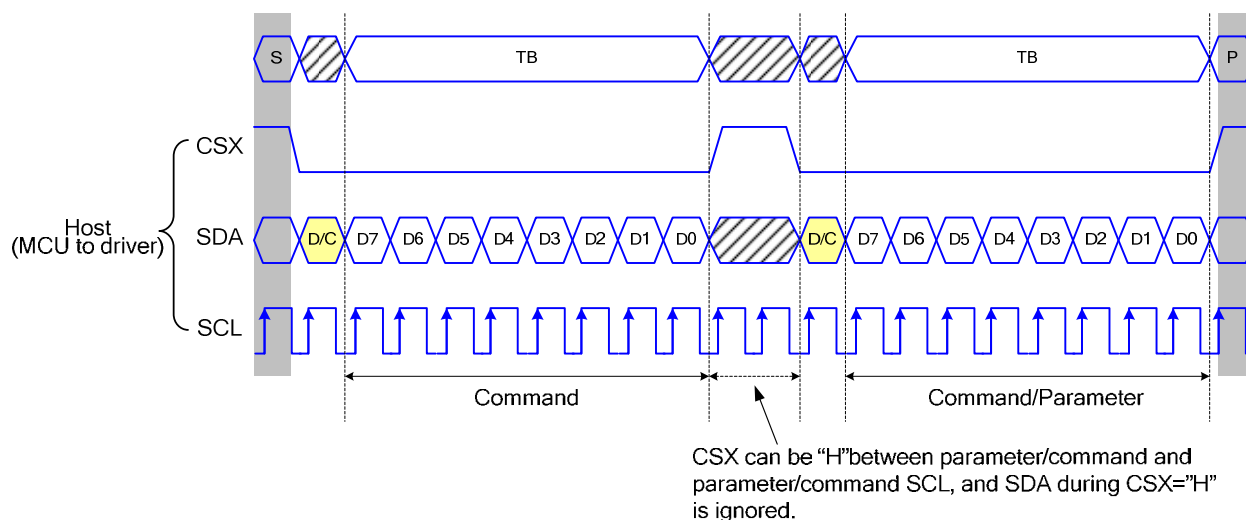 S TB TB P
CSX
Host
(MCU to driver)
SDA D/C D7 D6 D5 D4 D3 D2 D1 D0 D/C D7 D6 D5 D4 D3 D2 D1 D0
SCL
Command Command/Parameter
CSX can be “H”between parameter/command and
parameter/command SCL, and SDA during CSX=”H”
is ignored.